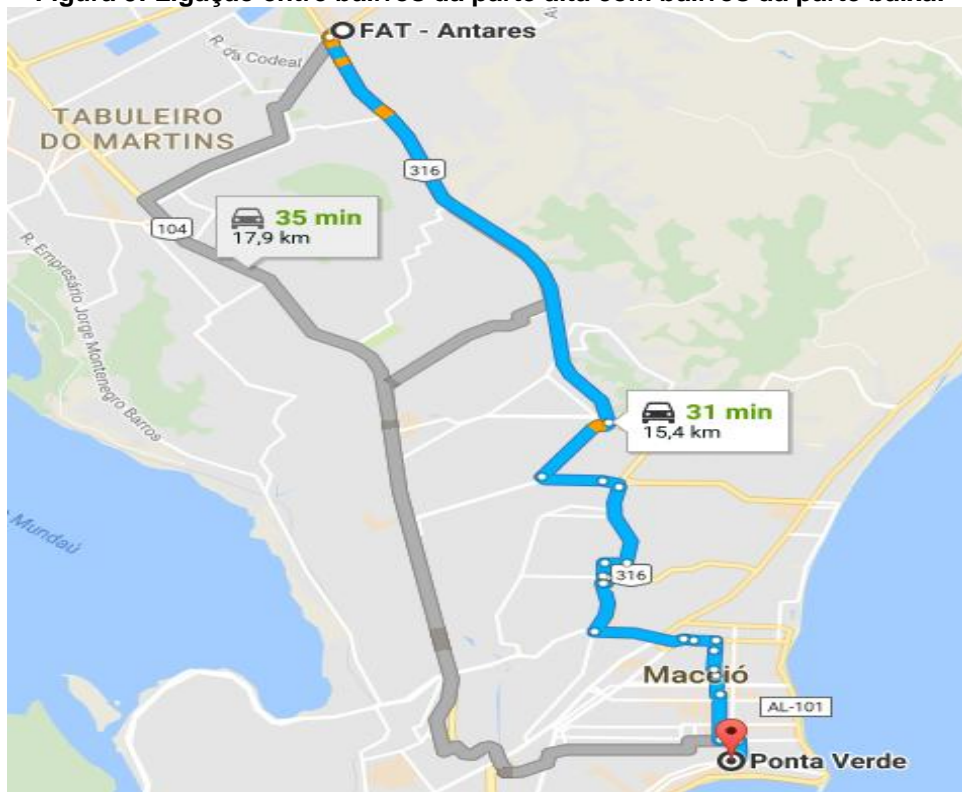 FAT - Antares
R. da Codeal
TABULEIRO
DO MARTINS
316
35 min
17,9 km
104
R. Empresário Jorge Montenegro Barros
31 min
15,4 km
Mundaú
316
Maceió
AL-101
Ponta Verde